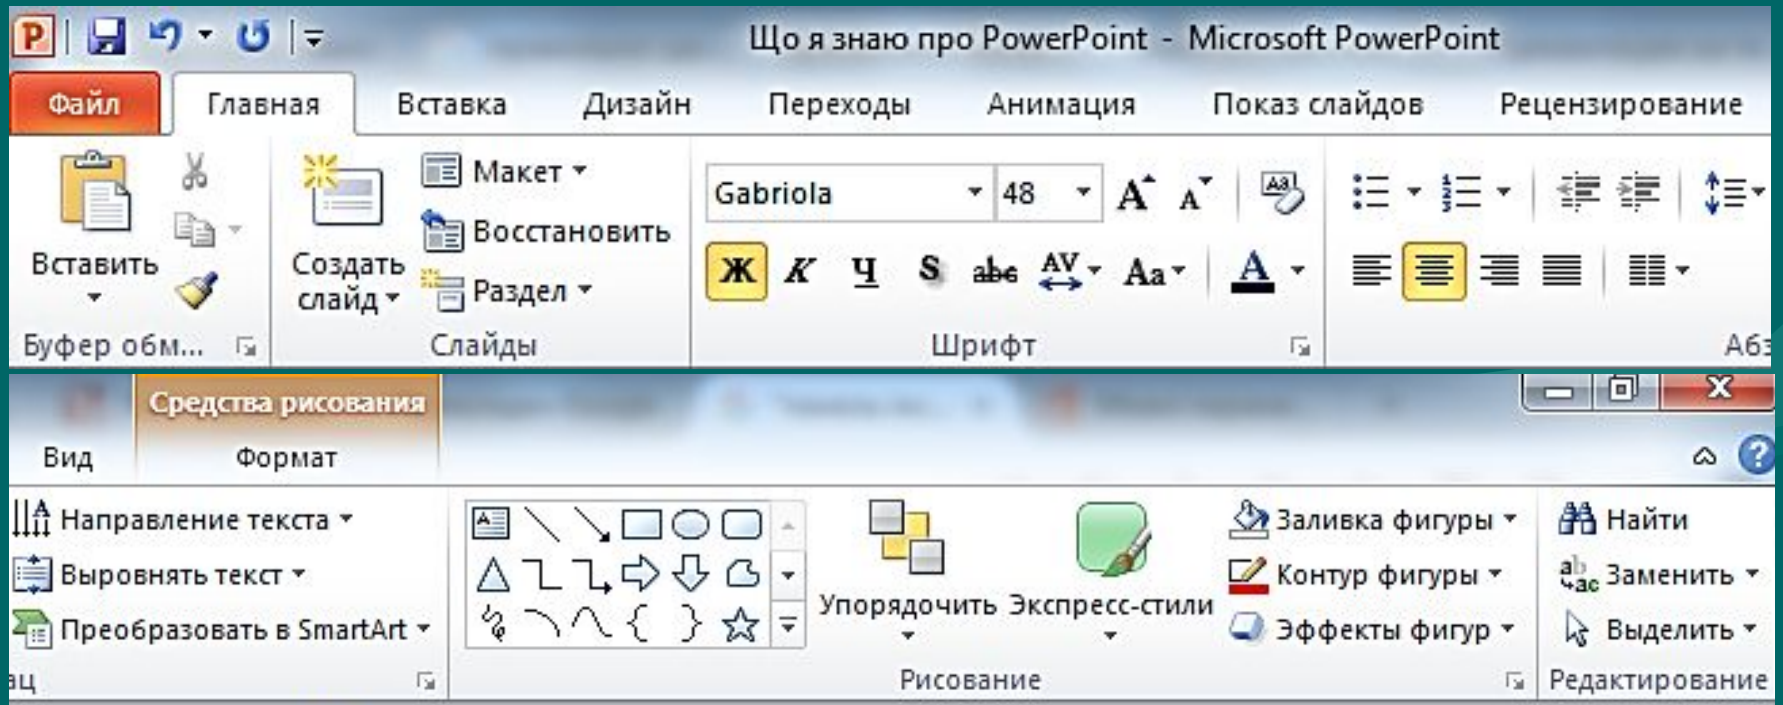 Що я знаю про PowerPoint - Microsoft PowerPoint
Файл Главная Вставка Дизайн Переходы Анимация Показ слайдов Рецензирование
Вставить
Создать слайд
Макет
Восстановить
Раздел
Gabriola 48
Ж К Ч S abc AV Aa А
Буфер обм... Слайды Шрифт Абз
Средства рисования
Вид Формат
Направление текста
Выровнять текст
Преобразовать в SmartArt
Упорядочить Экспресс-стили
Заливка фигуры
Контур фигуры
Эффекты фигур
Найти
Заменить
Выделить
ац Рисование Редактирование